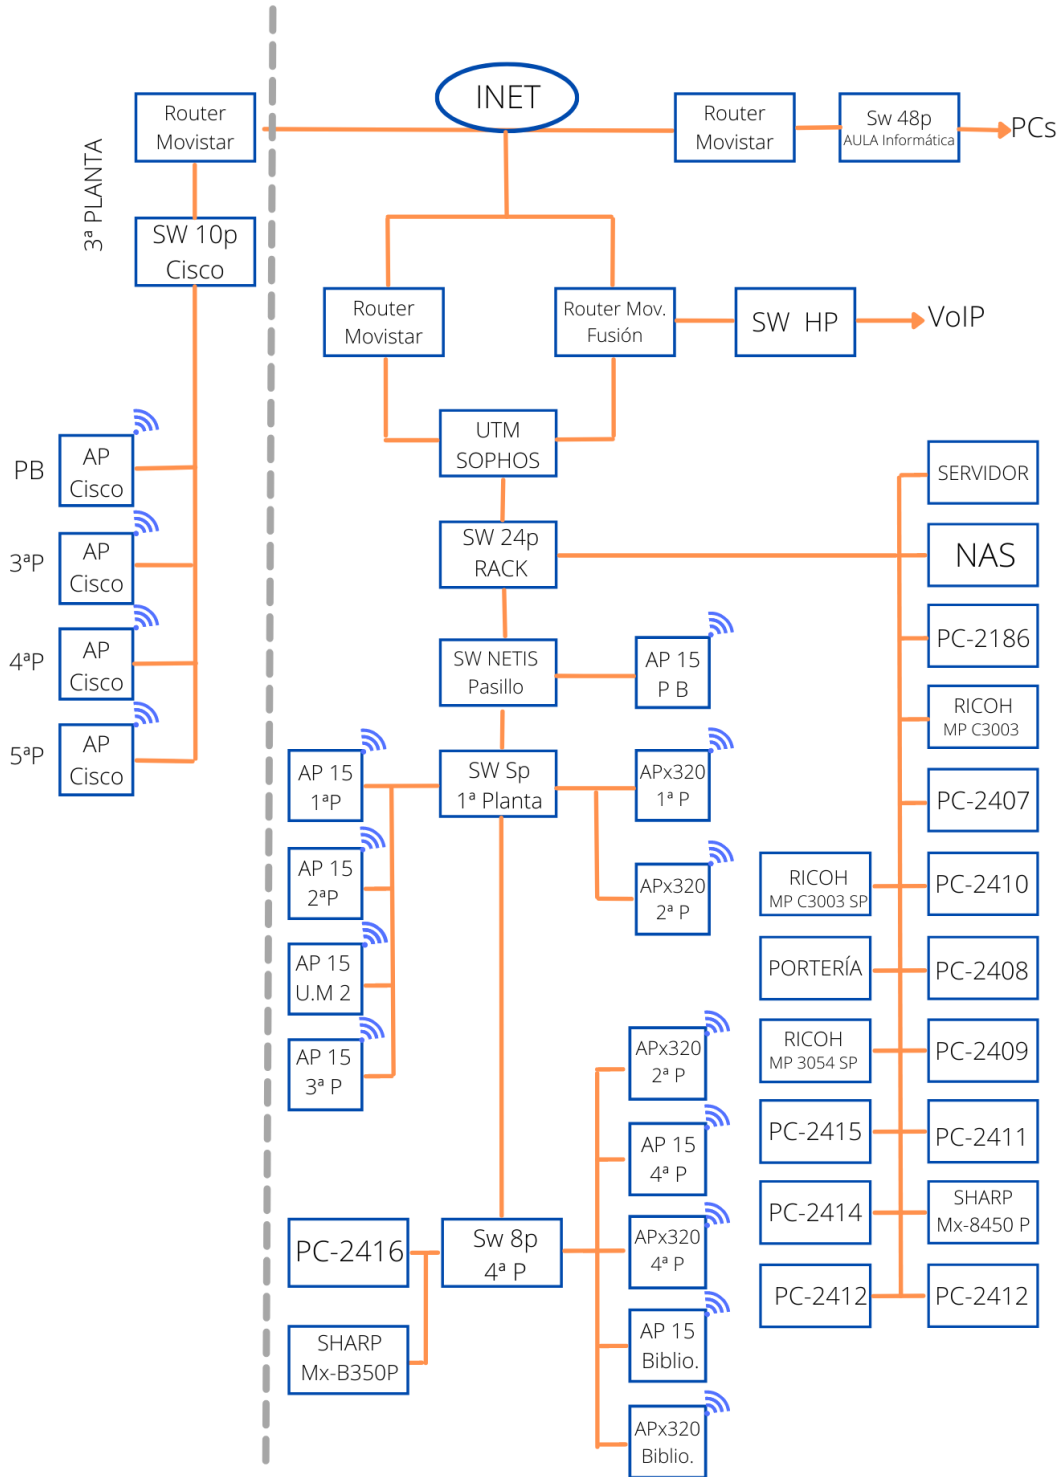 INET
Router
Movistar
Router
Movistar
Sw 48p
AULA Informática
PCs
3ª PLANTA
SW 10p
Cisco
Router
Movistar
Router Mov.
Fusión
SW HP
VoIP
UTM
SOPHOS
PB
AP
Cisco
3ªP
AP
Cisco
4ªP
AP
Cisco
5ªP
AP
Cisco
SW 24p
RACK
SW NETIS
Pasillo
AP 15
P B
SW Sp
1ª Planta
AP 15
1ªP
AP 15
2ªP
AP 15
U.M 2
AP 15
3ª P
APx320
1ª P
APx320
2ª P
Sw 8p
4ª P
PC-2416
SHARP
Mx-B350P
APx320
2ª P
AP 15
4ª P
APx320
4ª P
AP 15
Biblio.
APx320
Biblio.
SERVIDOR
NAS
PC-2186
RICOH
MP C3003
PC-2407
RICOH
MP C3003 SP
PC-2410
PORTERÍA
PC-2408
RICOH
MP 3054 SP
PC-2409
PC-2415
PC-2411
PC-2414
SHARP
Mx-8450 P
PC-2412
PC-2412